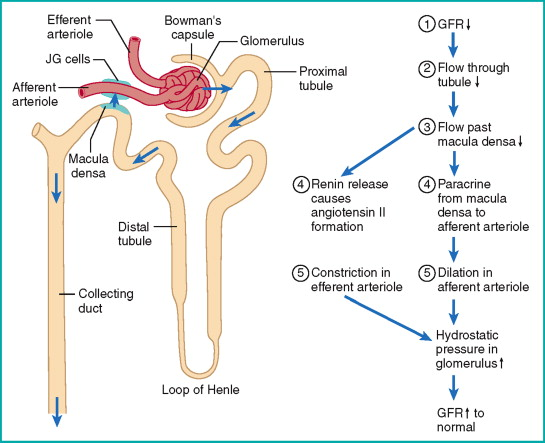 Efferent
arteriole
Bowman's
capsule
JG cells
Glomerulus
Afferent
arteriole
Proximal
tubule
Macula
densa
Distal
tubule
Collecting
duct
Loop of Henle
1 GFR↓
2 Flow through
tubule ↓
3 Flow past
macula densa↓
4 Renin release
causes
angiotensin II
formation
4 Paracrine
from macula
densa to
afferent arteriole
5 Constriction in
efferent arteriole
5 Dilation in
afferent arteriole
Hydrostatic
pressure in
glomerulus↑
GFR↑ to
normal